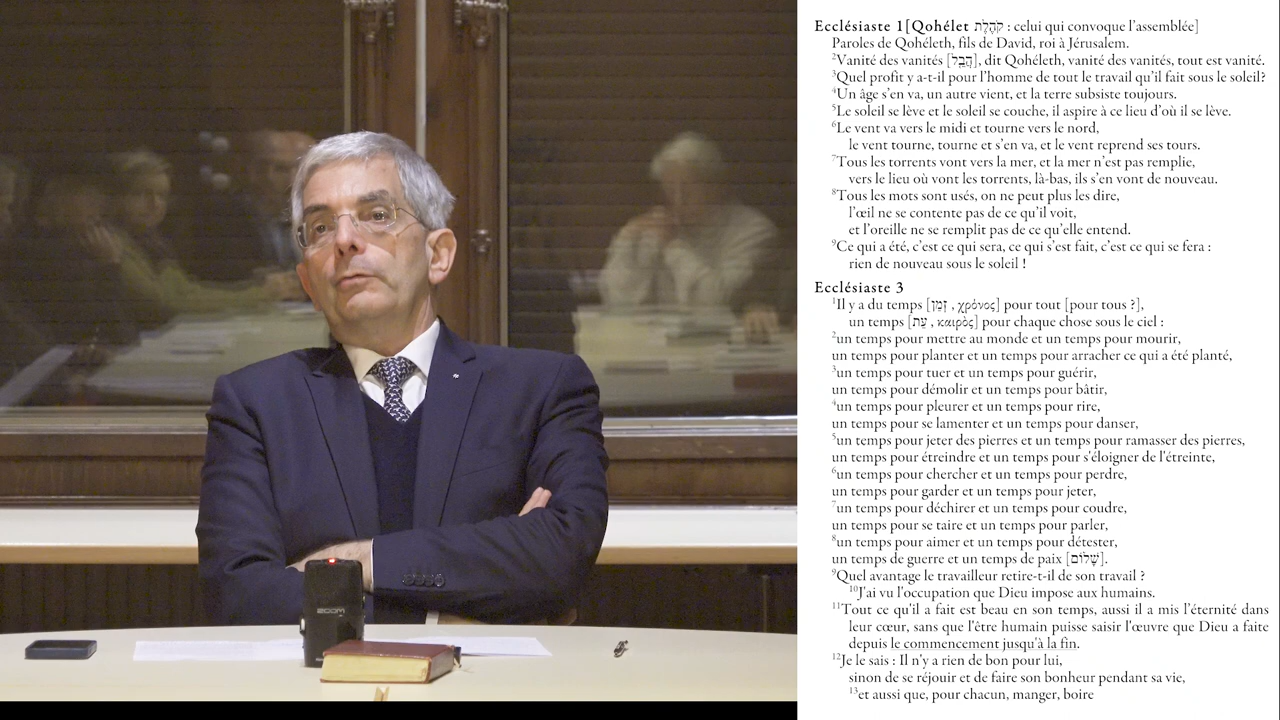 Ecclésiaste 1[Qohélet קֹהֶלֶת : celui qui convoque l'assemblée]
Paroles de Qohéleth, fils de David, roi à Jérusalem.
²Vanité des vanités [הֲבֵל], dit Qohéleth, vanité des vanités, tout est vanité.
³Quel profit y a-t-il pour l'homme de tout le travail qu'il fait sous le soleil?
⁴Un âge s'en va, un autre vient, et la terre subsiste toujours.
⁵Le soleil se lève et le soleil se couche, il aspire à ce lieu d'où il se lève.
⁶Le vent va vers le midi et tourne vers le nord,
le vent tourne, tourne et s'en va, et le vent reprend ses tours.
⁷Tous les torrents vont vers la mer, et la mer n'est pas remplie,
vers le lieu où vont les torrents, là-bas, ils s'en vont de nouveau.
⁸Tous les mots sont usés, on ne peut plus les dire,
l'œil ne se contente pas de ce qu'il voit,
et l'oreille ne se remplit pas de ce qu'elle entend.
⁹Ce qui a été, c'est ce qui sera, ce qui s'est fait, c'est ce qui se fera :
rien de nouveau sous le soleil !
Ecclésiaste 3
¹Il y a du temps [זְמָן , χρόνος] pour tout [pour tous ?],
un temps [עֵת , καιρὸς] pour chaque chose sous le ciel :
²un temps pour mettre au monde et un temps pour mourir,
un temps pour planter et un temps pour arracher ce qui a été planté,
³un temps pour tuer et un temps pour guérir,
un temps pour démolir et un temps pour bâtir,
⁴un temps pour pleurer et un temps pour rire,
un temps pour se lamenter et un temps pour danser,
⁵un temps pour jeter des pierres et un temps pour ramasser des pierres,
un temps pour étreindre et un temps pour s'éloigner de l'étreinte,
⁶un temps pour chercher et un temps pour perdre,
un temps pour garder et un temps pour jeter,
⁷un temps pour déchirer et un temps pour coudre,
un temps pour se taire et un temps pour parler,
⁸un temps pour aimer et un temps pour détester,
un temps de guerre et un temps de paix [שָׁלוֹם].
⁹Quel avantage le travailleur retire-t-il de son travail ?
¹⁰J'ai vu l'occupation que Dieu impose aux humains.
¹¹Tout ce qu'il a fait est beau en son temps, aussi il a mis l'éternité dans
leur cœur, sans que l'être humain puisse saisir l'œuvre que Dieu a faite
depuis le commencement jusqu'à la fin.
¹²Je le sais : Il n'y a rien de bon pour lui,
sinon de se réjouir et de faire son bonheur pendant sa vie,
¹³et aussi que, pour chacun, manger, boire
zoom